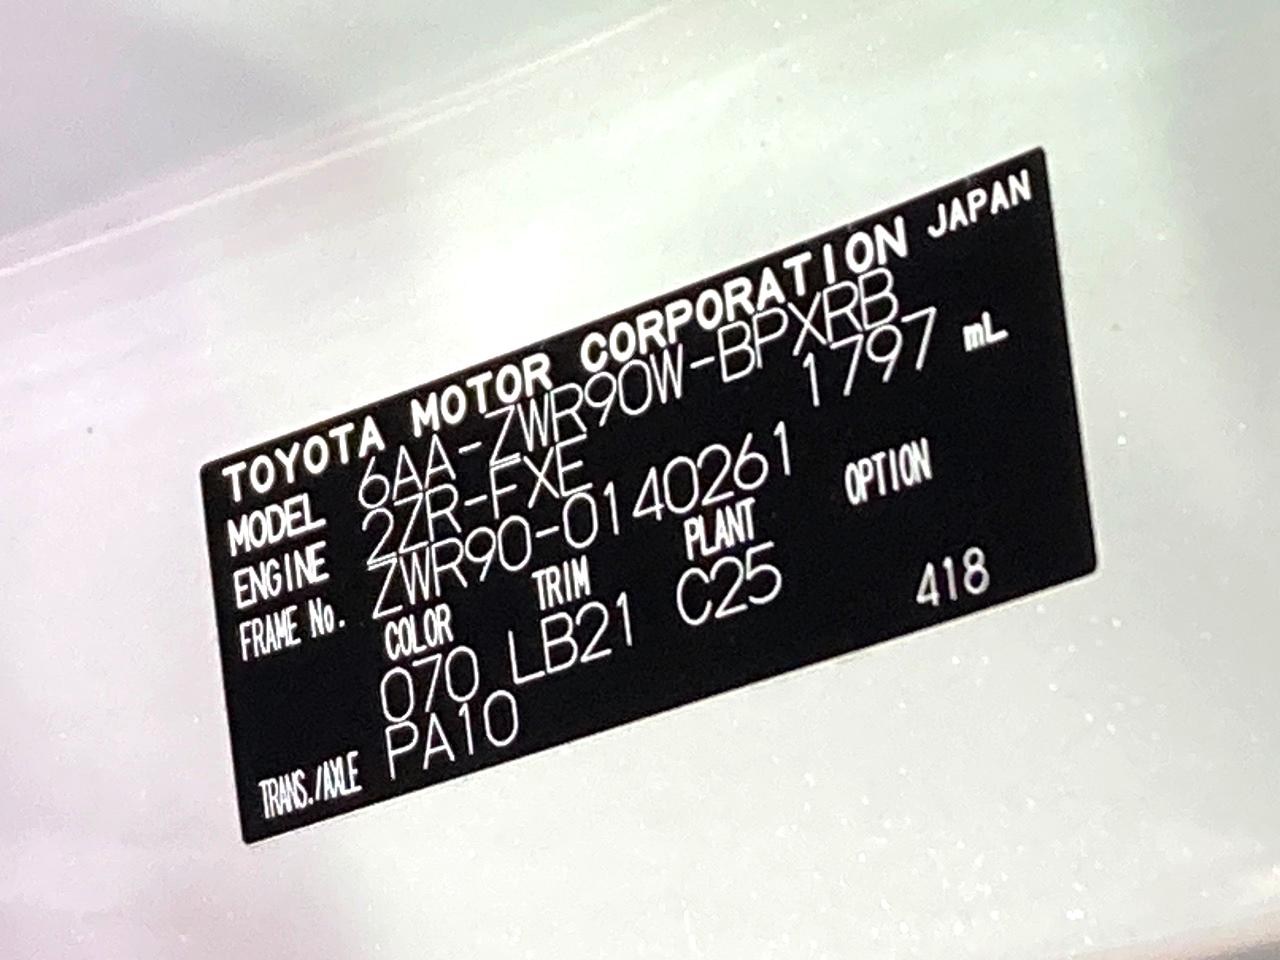 TOYOTA MOTOR CORPORATION JAPAN
MODEL 6AA-ZWR90W-BPXRB
ENGINE 2ZR-FXE 1797 mL
FRAME No. ZWR90-0140261
COLOR TRIM PLANT OPTION
070 LB21 C25 418
TRANS./AXLE PA10